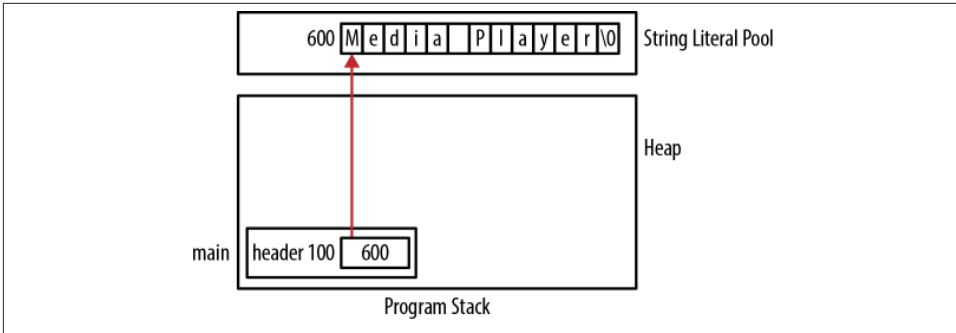 600 M e d i a P l a y e r \0 String Literal Pool
Heap
main header 100 600
Program Stack